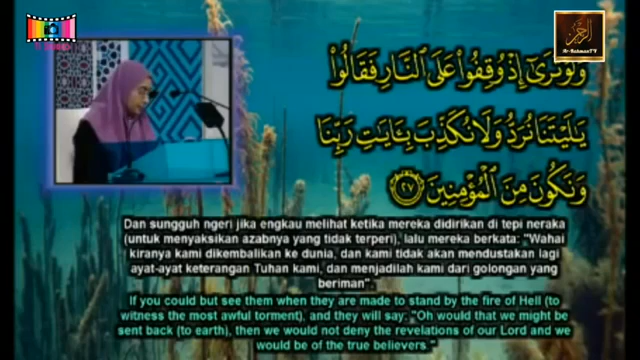 Ar-RahmanTV
وَلَوْ تَرَىٰٓ إِذْ وُقِفُوا۟ عَلَى ٱلنَّارِ فَقَالُوا۟
يَٰلَيْتَنَا نُرَدُّ وَلَا نُكَذِّبَ بِـَٔايَٰتِ رَبِّنَا
وَنَكُونَ مِنَ ٱلْمُؤْمِنِينَ ٢٧
Dan sungguh ngeri jika engkau melihat ketika mereka didirikan di tepi neraka
(untuk menyaksikan azabnya yang tidak terperi), lalu mereka berkata: "Wahai
kiranya kami dikembalikan ke dunia, dan kami tidak akan mendustakan lagi
ayat-ayat keterangan Tuhan kami, dan menjadilah kami dari golongan yang
beriman".
If you could but see them when they are made to stand by the fire of Hell (to
witness the most awful torment), and they will say: "Oh would that we might be
sent back (to earth), then we would not deny the revelations of our Lord and we
would be of the true believers."